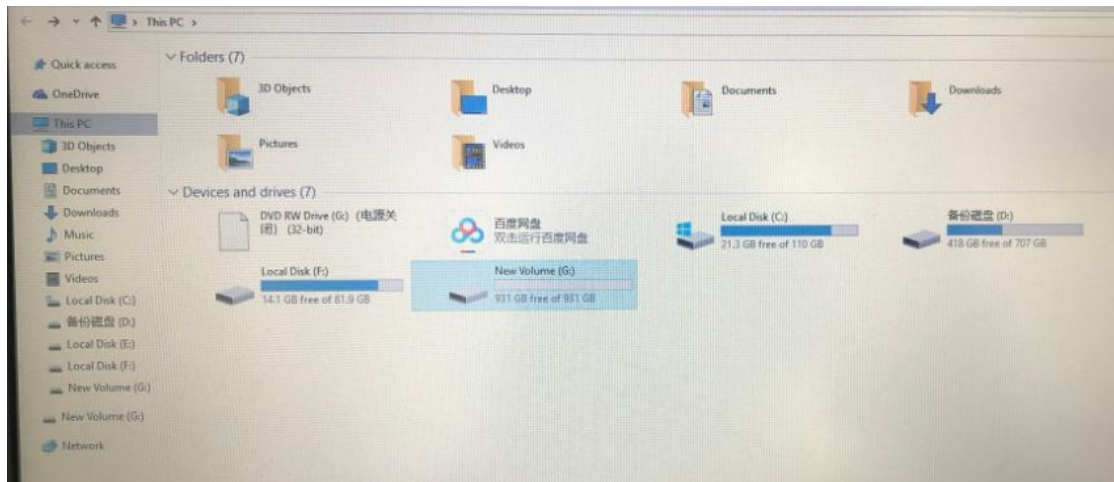 This PC
Folders (7)
3D Objects
Desktop
Documents
Downloads
Pictures
Videos
Devices and drives (7)
DVD RW Drive (G:) (电源关
闭) (32-bit)
百度网盘
双击运行百度网盘
Local Disk (C:)
21.3 GB free of 110 GB
备份磁盘 (D:)
418 GB free of 707 GB
Local Disk (F:)
14.1 GB free of 81.9 GB
New Volume (G:)
931 GB free of 931 GB
Quick access
OneDrive
This PC
3D Objects
Desktop
Documents
Downloads
Music
Pictures
Videos
Local Disk (C:)
备份磁盘 (D:)
Local Disk (E:)
Local Disk (F:)
New Volume (G:)
New Volume (G:)
Network